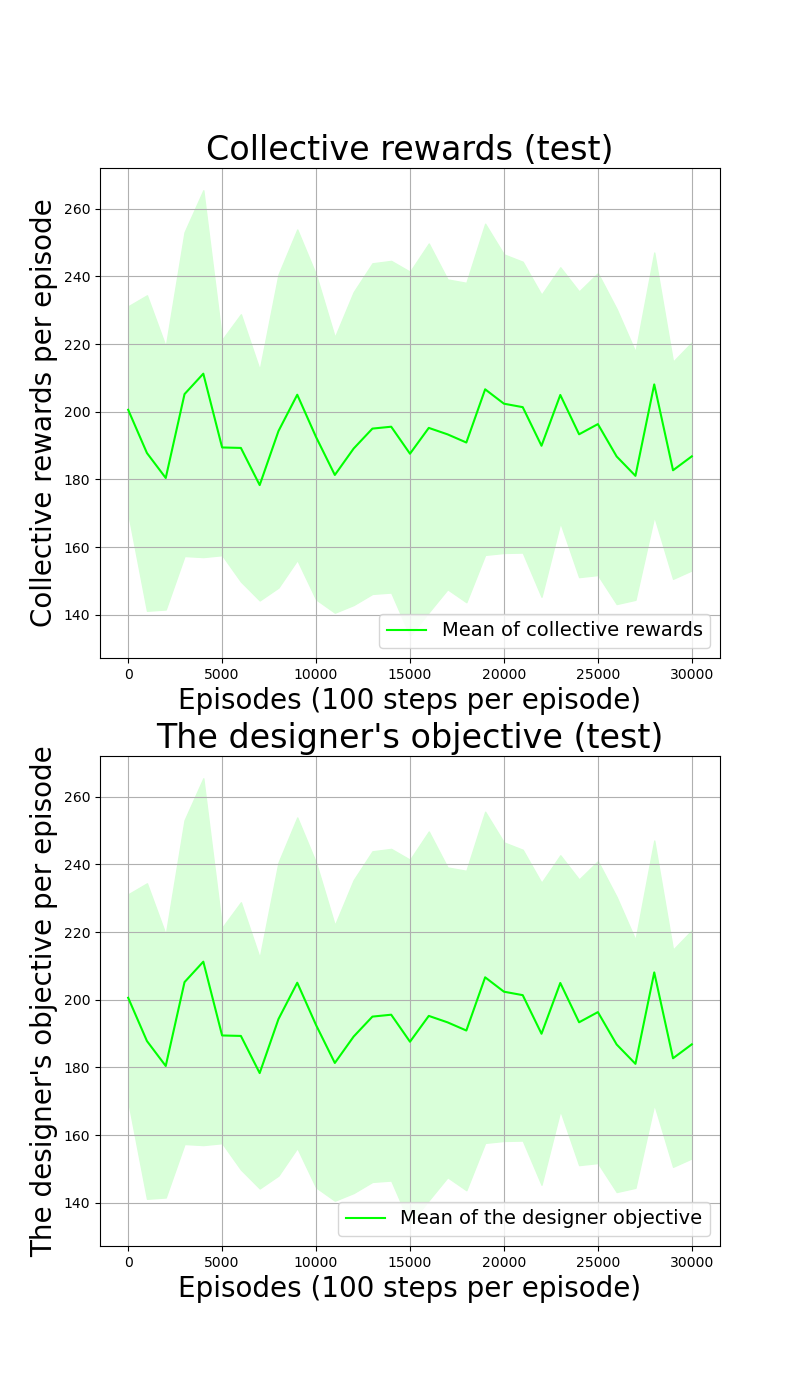 Collective rewards (test)
Collective rewards per episode
260
240
220
200
180
160
140
Mean of collective rewards
0 5000 10000 15000 20000 25000 30000
Episodes (100 steps per episode)
The designer's objective (test)
The designer's objective per episode
260
240
220
200
180
160
140
Mean of the designer objective
0 5000 10000 15000 20000 25000 30000
Episodes (100 steps per episode)